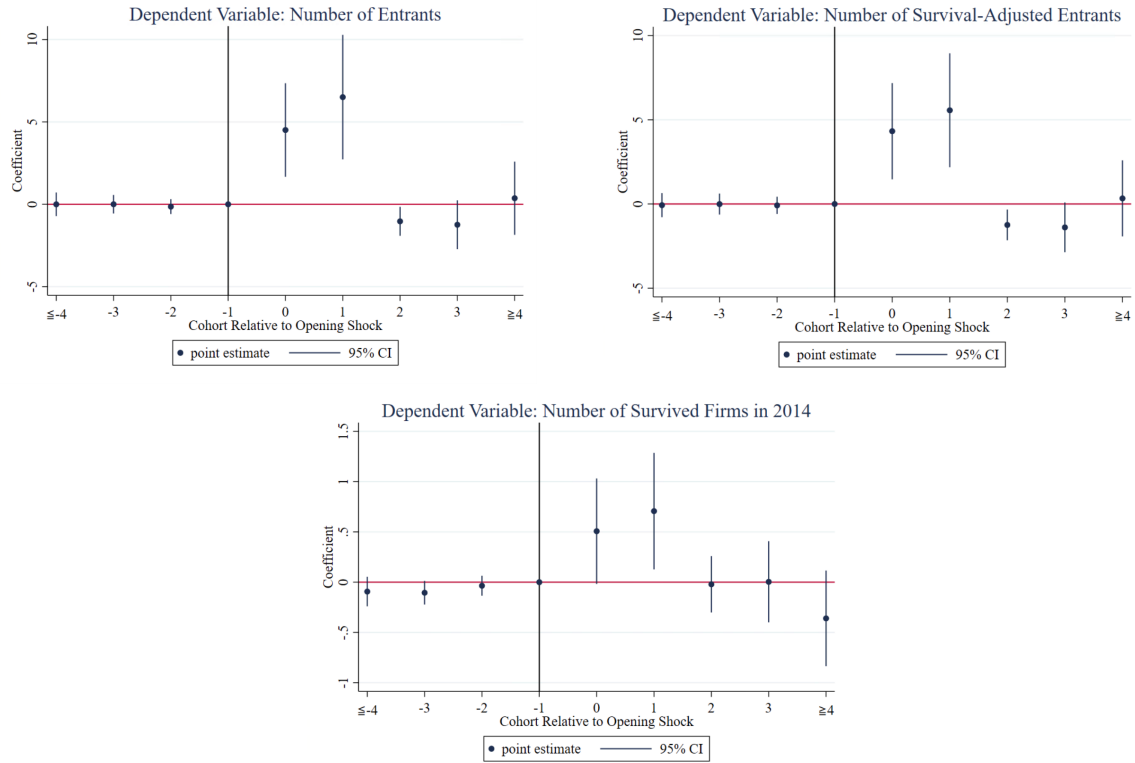 Dependent Variable: Number of Entrants
10
5
0
-5
Coefficient
≦-4 -3 -2 -1 0 1 2 3 ≧4
Cohort Relative to Opening Shock
point estimate 95% CI
Dependent Variable: Number of Survival-Adjusted Entrants
10
5
0
-5
Coefficient
≦-4 -3 -2 -1 0 1 2 3 ≧4
Cohort Relative to Opening Shock
point estimate 95% CI
Dependent Variable: Number of Survived Firms in 2014
1.5
1
.5
0
-.5
-1
Coefficient
≦-4 -3 -2 -1 0 1 2 3 ≧4
Cohort Relative to Opening Shock
point estimate 95% CI